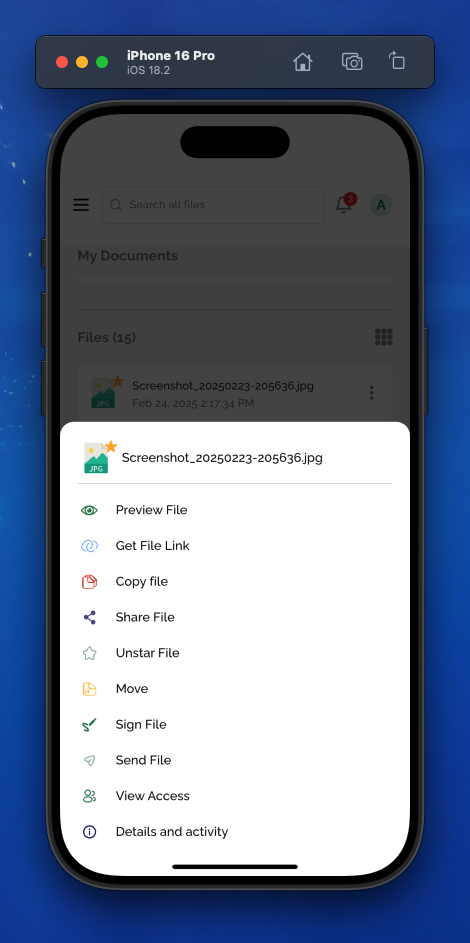 iPhone 16 Pro
iOS 18.2
Search all files
3
A
My Documents
Files (15)
JPG
Screenshot_20250223-205636.jpg
Feb 24, 2025 2:17:34 PM
JPG
Screenshot_20250223-205636.jpg
Preview File
Get File Link
Copy file
Share File
Unstar File
Move
Sign File
Send File
View Access
Details and activity